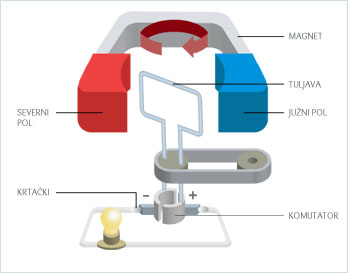 MAGNET
TULJAVA
SEVERNI
POL
JUŽNI POL
KRTAČKI
- +
KOMUTATOR